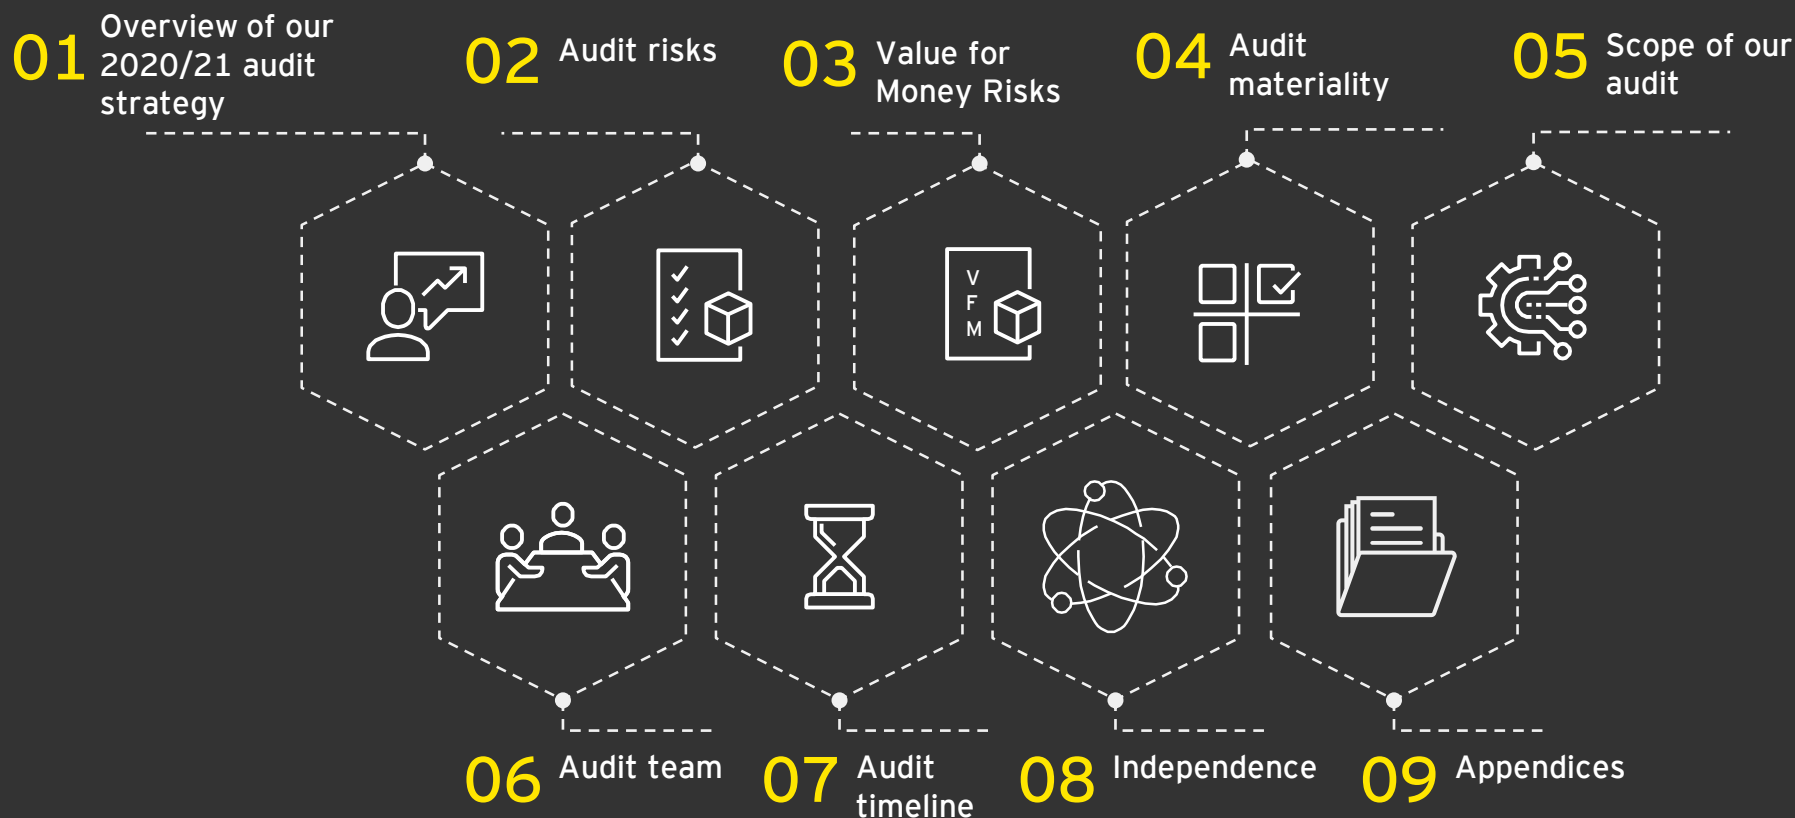 01 Overview of our
2020/21 audit
strategy
02 Audit risks
03 Value for
Money Risks
04 Audit
materiality
05 Scope of our
audit
V
F
M
06 Audit team
07 Audit
timeline
08 Independence
09 Appendices